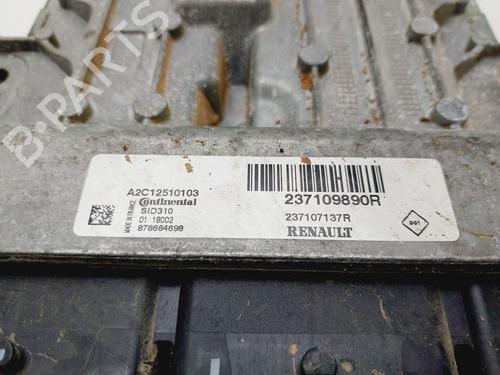 B-PARTS
A2C12510103
Continental
SID310
MADE IN FRANCE
01 18002
878664698
237109890R
237107137R
RENAULT